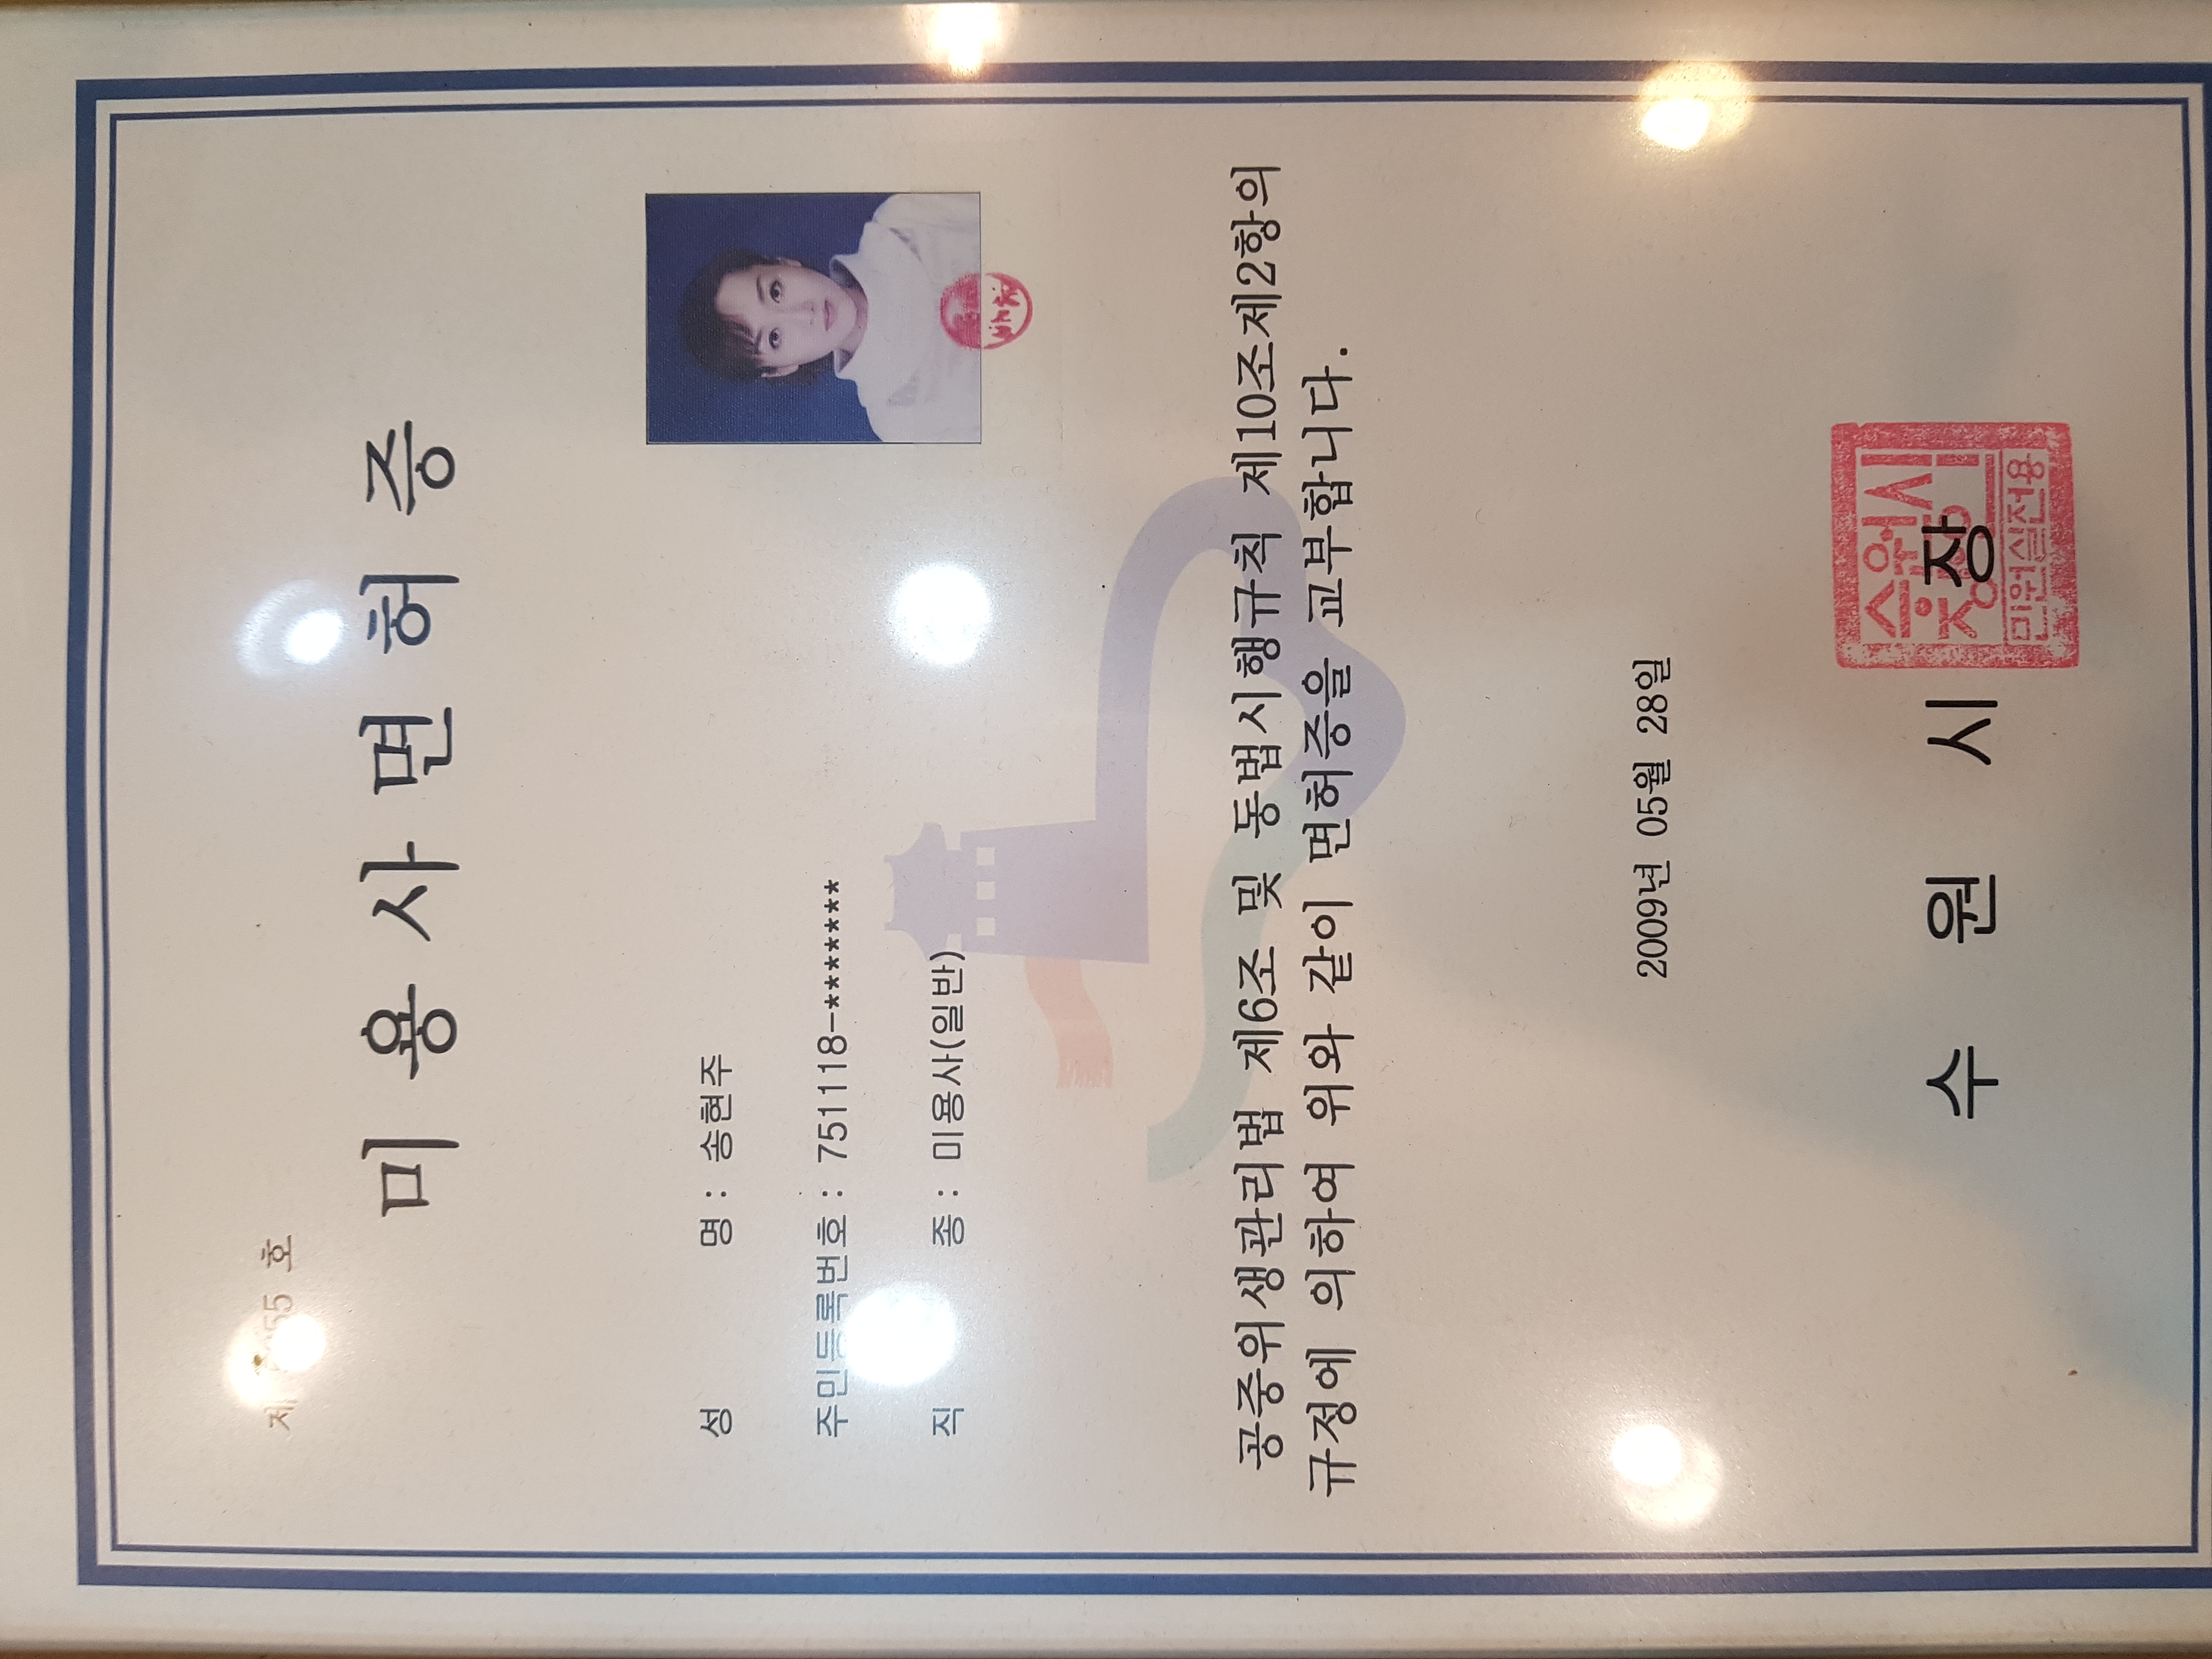 제 55 호
미용사면허증
성 명 : 송현주
주민등록번호 : 751118-*******
직 종 : 미용사(일반)
공중위생관리법 제6조 및 동법시행규칙 제10조제2항의
규정에 의하여 위와 같이 면허증을 교부합니다.
2009년 05월 28일
수 원 시 장
수원시
장
민원실전용